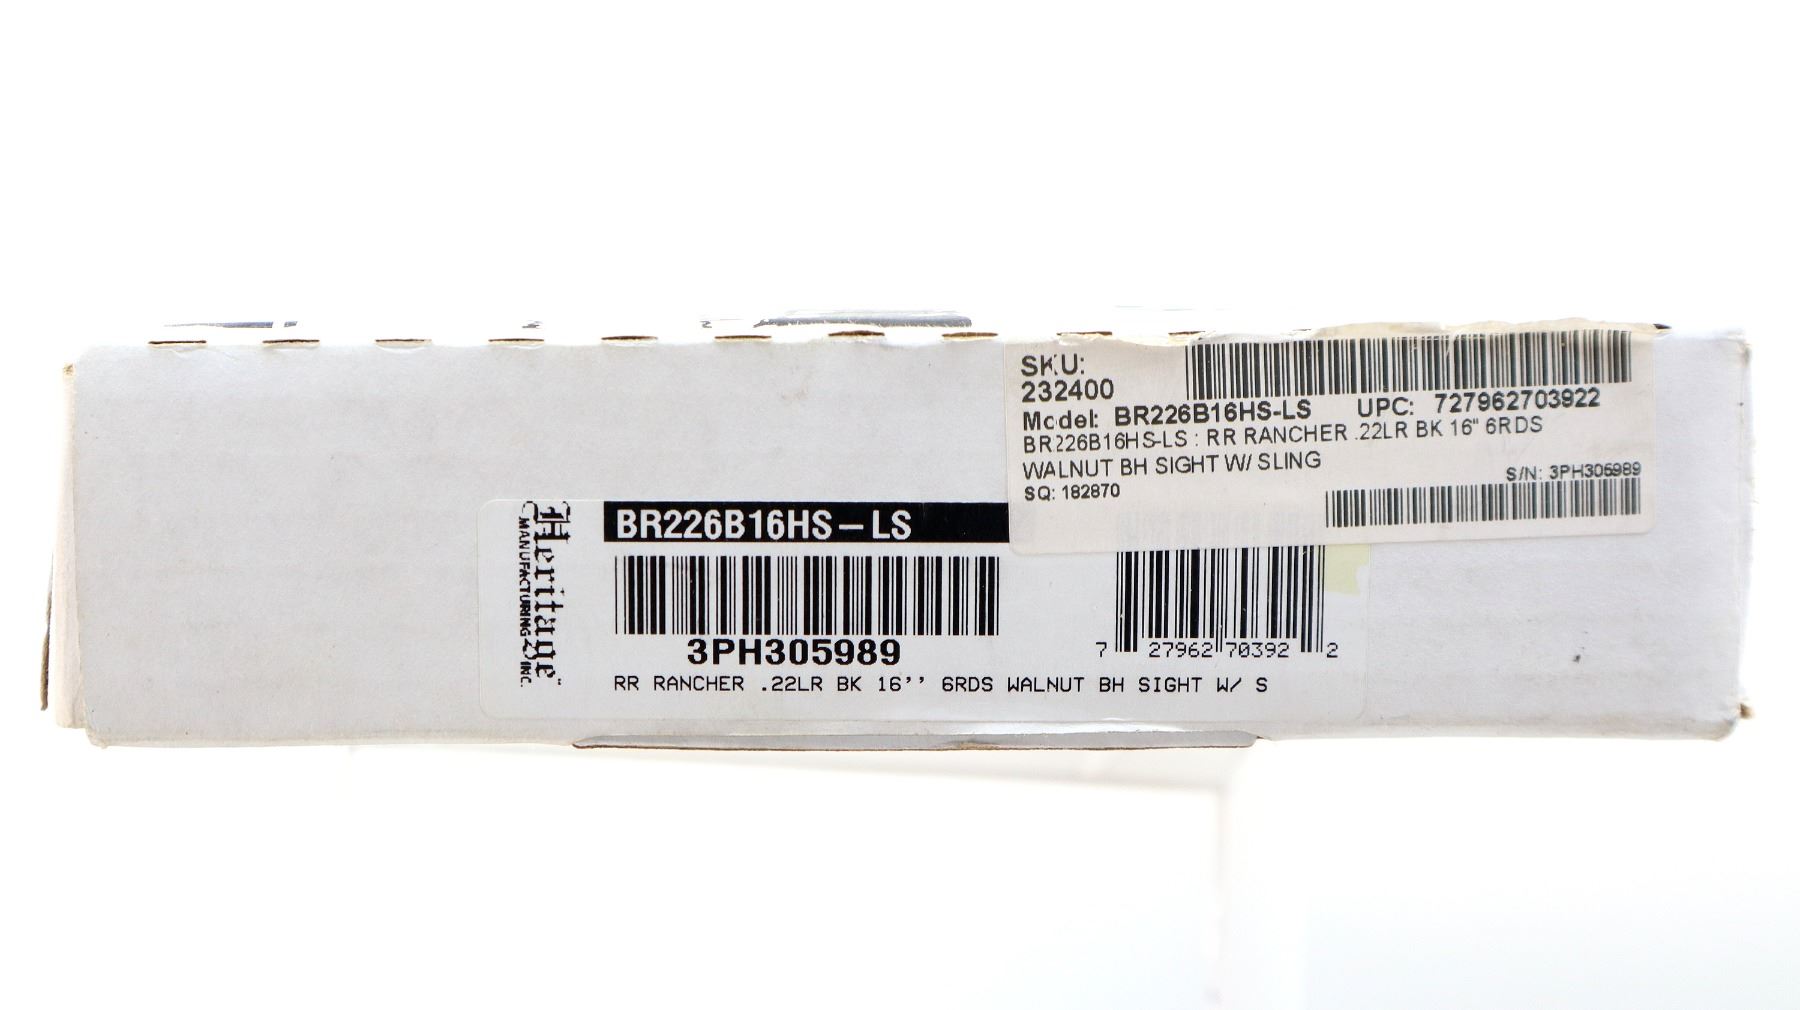 SKU:
232400
Model: BR226B16HS-LS UPC: 727962703922
BR226B16HS-LS : RR RANCHER .22LR BK 16" 6RDS
WALNUT BH SIGHT W/ SLING
S/N: 3PH305989
SQ: 182870
Heritage™
MANUFACTURING INC.
BR226B16HS-LS
3PH305989
7 27962 70392 2
RR RANCHER .22LR BK 16'' 6RDS WALNUT BH SIGHT W/ S